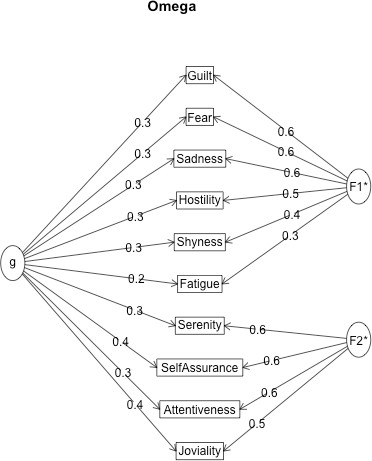 Omega
Guilt
0.3
0.6
Fear
0.3
0.6
Sadness
0.3
0.6
F1*
Hostility
0.3
0.5
Shyness
0.3
0.4
0.3
g
Fatigue
0.2
Serenity
0.3
0.6
F2*
0.4
SelfAssurance
0.6
0.3
Attentiveness
0.6
0.4
0.5
Joviality